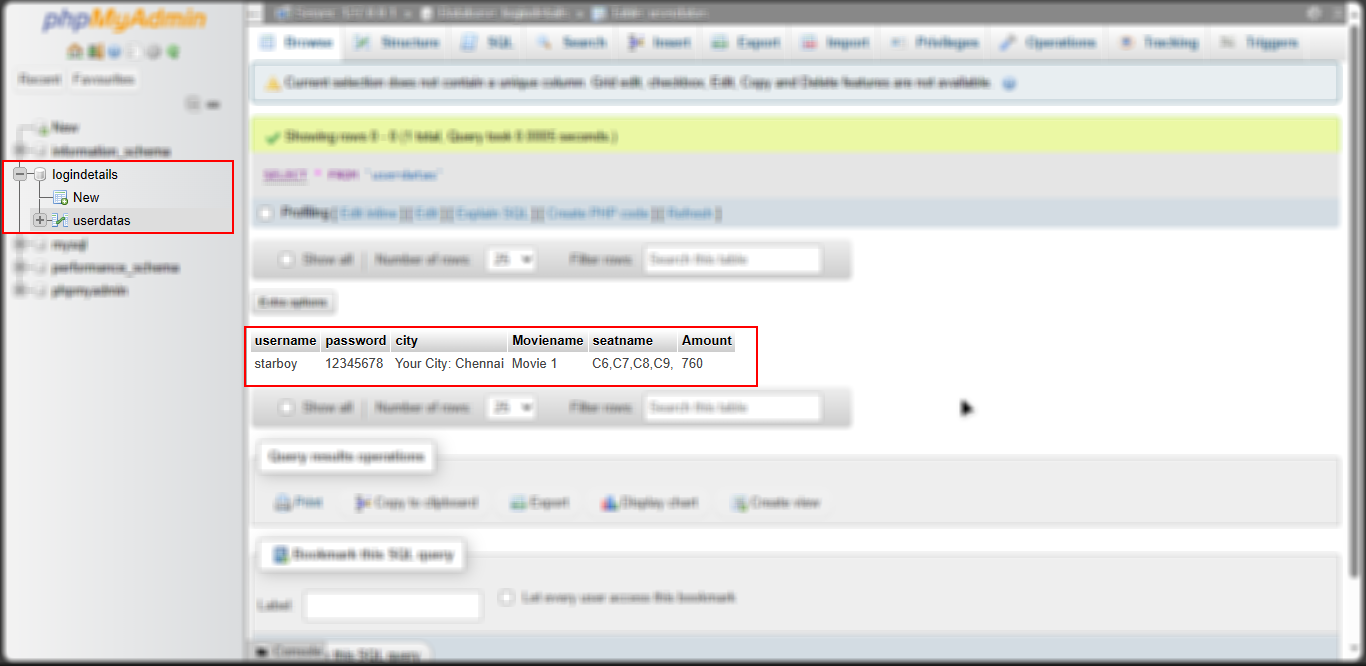 phpMyAdmin
Browse Structure SQL Search Insert Export Import Privileges Operations Tracking Triggers
Recent Favourites
Current selection does not contain a unique column. Grid edit, checkbox, Edit, Copy and Delete features are not available.
New
Showing rows 0 - 0 (1 total, Query took 0.0005 seconds.)
information_schema
logindetails
SELECT * FROM `userdatas`
New
Profiling [ Edit inline ] [ Edit ] [ Explain SQL ] [ Create PHP code ] [ Refresh ]
userdatas
mysql
Show all Number of rows: 25 Filter rows: Search this table
performance_schema
phpmyadmin
Extra options
username password city Moviename seatname Amount
starboy 12345678 Your City: Chennai Movie 1 C6,C7,C8,C9, 760
Show all Number of rows: 25 Filter rows: Search this table
Query results operations
Print Copy to clipboard Export Display chart Create view
Bookmark this SQL query
Label: Let every user access this bookmark
Console this SQL query